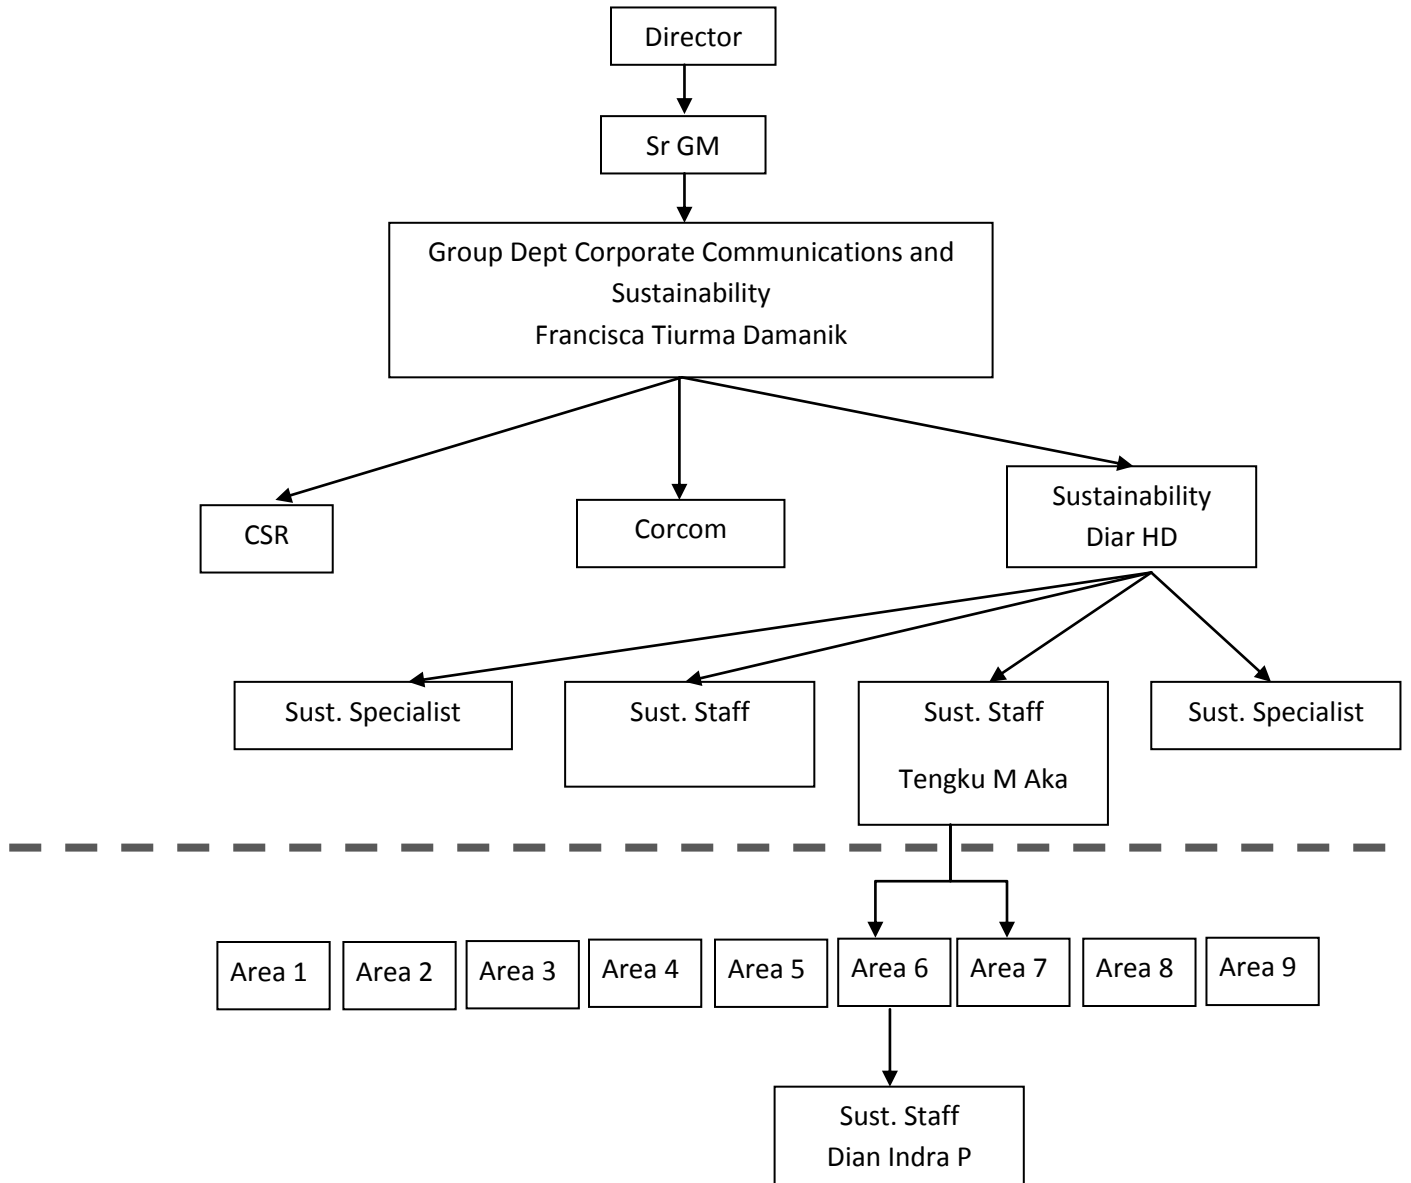 Director
Sr GM
Group Dept Corporate Communications and
Sustainability
Francisca Tiurma Damanik
CSR
Corcom
Sustainability
Diar HD
Sust. Specialist
Sust. Staff
Sust. Staff
Tengku M Aka
Sust. Specialist
Area 1
Area 2
Area 3
Area 4
Area 5
Area 6
Area 7
Area 8
Area 9
Sust. Staff
Dian Indra P